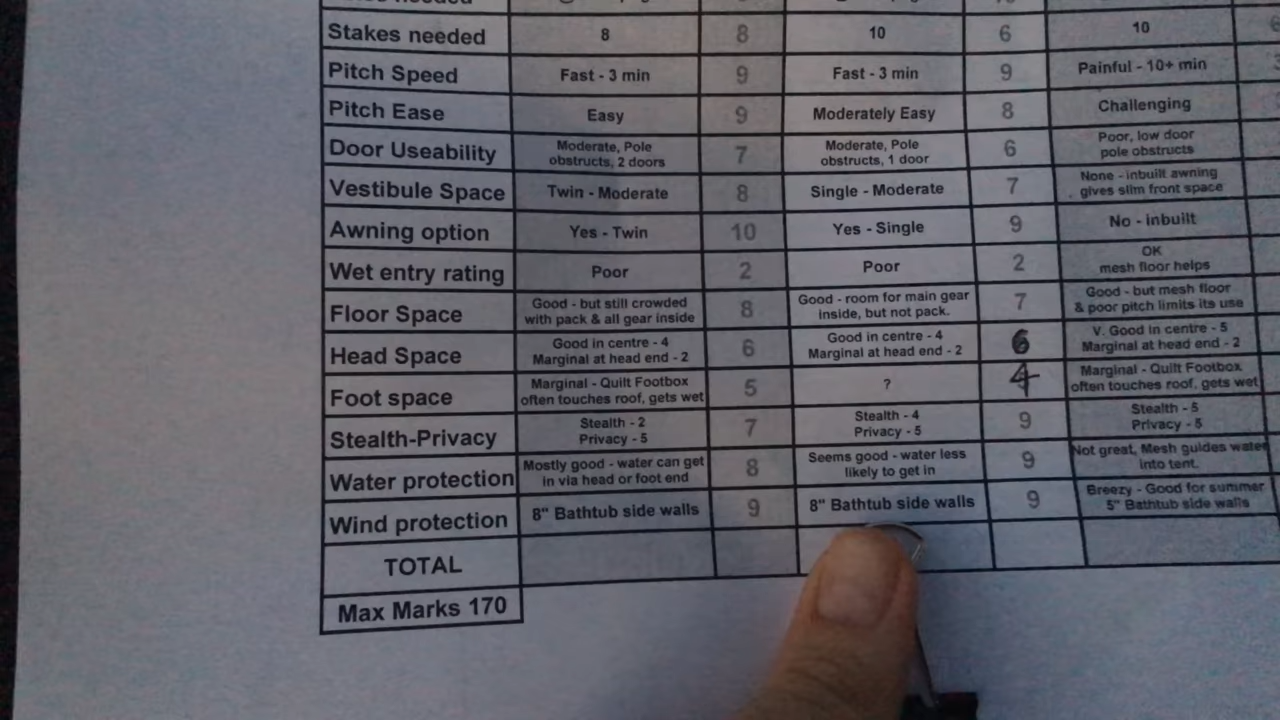 needed
Stakes needed 8 8 10 6 10
Pitch Speed Fast - 3 min 9 Fast - 3 min 9 Painful - 10+ min
Pitch Ease Easy 9 Moderately Easy 8 Challenging
Door Useability Moderate, Pole obstructs, 2 doors 7 Moderate, Pole obstructs, 1 door 6 Poor, low door pole obstructs
Vestibule Space Twin - Moderate 8 Single - Moderate 7 None - inbuilt awning gives slim front space
Awning option Yes - Twin 10 Yes - Single 9 No - inbuilt
Wet entry rating Poor 2 Poor 2 OK mesh floor helps
Floor Space Good - but still crowded with pack & all gear inside 8 Good - room for main gear inside, but not pack. 7 Good - but mesh floor & poor pitch limits its use
Head Space Good in centre - 4 Marginal at head end - 2 6 Good in centre - 4 Marginal at head end - 2 6 V. Good in centre - 5 Marginal at head end - 2
Foot space Marginal - Quilt Footbox often touches roof, gets wet 5 ? 4 Marginal - Quilt Footbox often touches roof, gets wet
Stealth-Privacy Stealth - 2 Privacy - 5 7 Stealth - 4 Privacy - 5 9 Stealth - 5 Privacy - 5
Water protection Mostly good - water can get in via head or foot end 8 Seems good - water less likely to get in 9 Not great, Mesh guides water into tent.
Wind protection 8" Bathtub side walls 9 8" Bathtub side walls 9 Breezy - Good for summer 5" Bathtub side walls
TOTAL
Max Marks 170